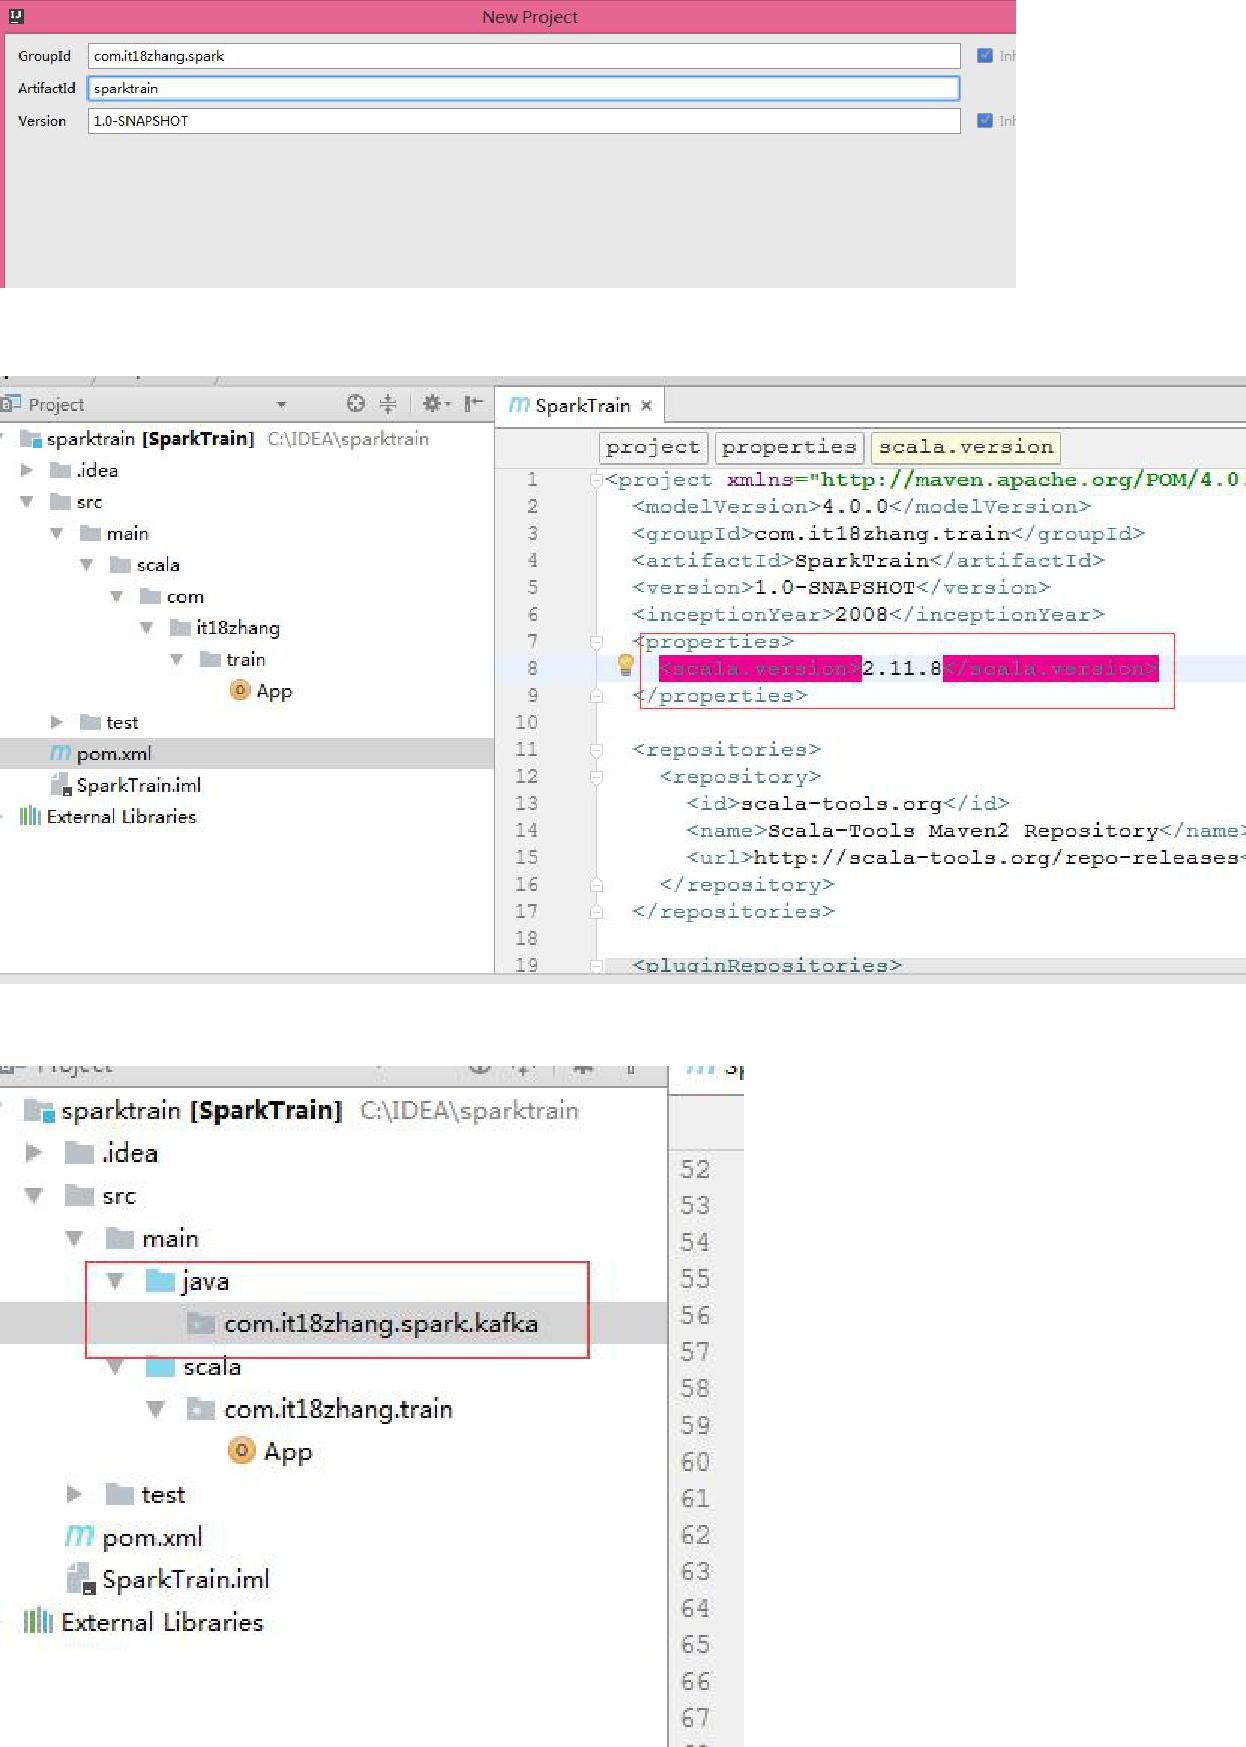 New Project
GroupId com.it18zhang.spark
ArtifactId sparktrain
Version 1.0-SNAPSHOT
Project
sparktrain [SparkTrain] C:\IDEA\sparktrain
.idea
src
main
scala
com
it18zhang
train
App
test
pom.xml
SparkTrain.iml
External Libraries
SparkTrain ×
project properties scala.version
1 <project xmlns="http://maven.apache.org/POM/4.0.
2 <modelVersion>4.0.0</modelVersion>
3 <groupId>com.it18zhang.train</groupId>
4 <artifactId>SparkTrain</artifactId>
5 <version>1.0-SNAPSHOT</version>
6 <inceptionYear>2008</inceptionYear>
7 <properties>
8 <scala.version>2.11.8</scala.version>
9 </properties>
10
11 <repositories>
12 <repository>
13 <id>scala-tools.org</id>
14 <name>Scala-Tools Maven2 Repository</name>
15 <url>http://scala-tools.org/repo-releases<
16 </repository>
17 </repositories>
18
19 <pluginRepositories>
Project
sparktrain [SparkTrain] C:\IDEA\sparktrain
.idea
src
main
java
com.it18zhang.spark.kafka
scala
com.it18zhang.train
App
test
pom.xml
SparkTrain.iml
External Libraries
52
53
54
55
56
57
58
59
60
61
62
63
64
65
66
67